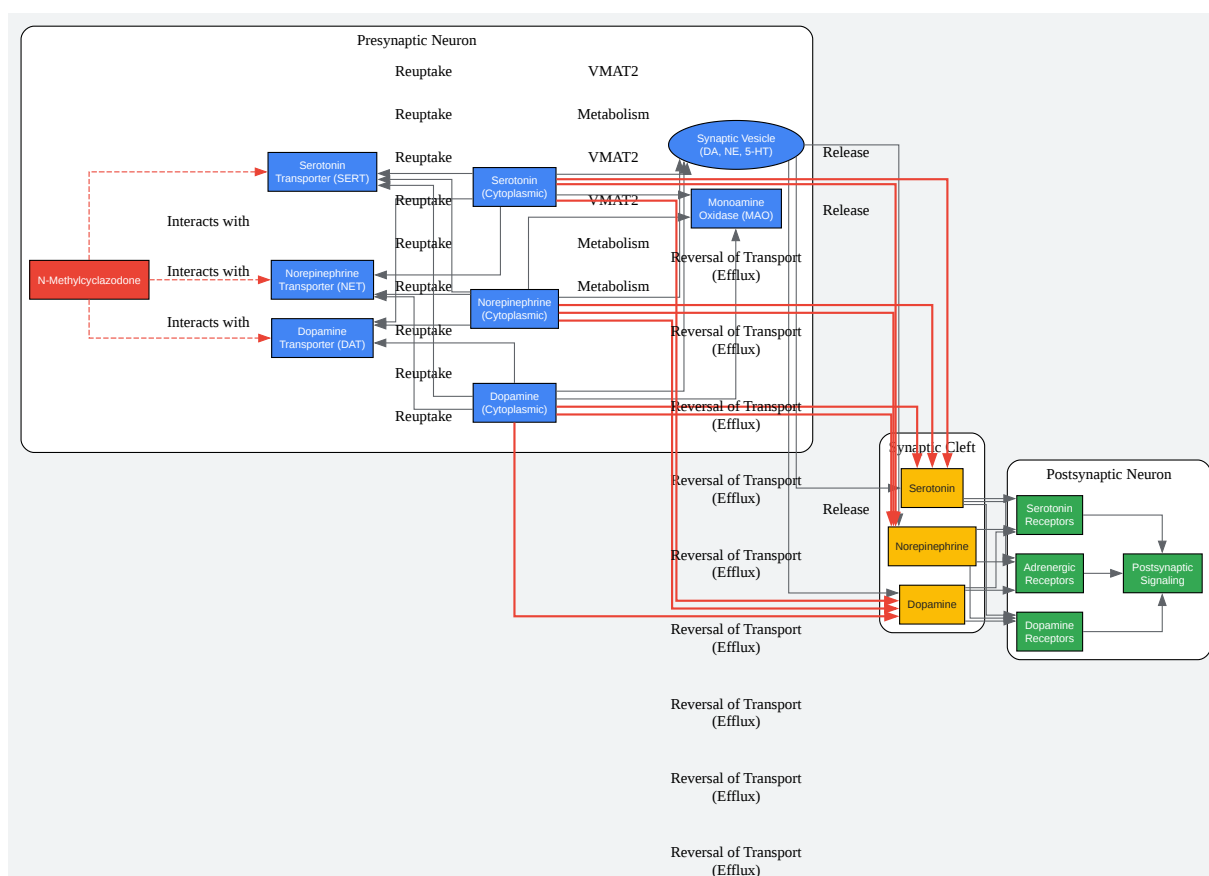 Presynaptic Neuron
Reuptake
VMAT2
Reuptake
Metabolism
Synaptic Vesicle
(DA, NE, 5-HT)
Release
Reuptake
VMAT2
Serotonin
Transporter (SERT)
Serotonin
(Cytoplasmic)
Reuptake
VMAT2
Monoamine
Oxidase (MAO)
Release
Interacts with
Reuptake
Metabolism
Reversal of Transport
(Efflux)
N-Methylcyclazodone
Interacts with
Norepinephrine
Transporter (NET)
Reuptake
Metabolism
Norepinephrine
(Cytoplasmic)
Interacts with
Dopamine
Transporter (DAT)
Reuptake
Reversal of Transport
(Efflux)
Reuptake
Dopamine
(Cytoplasmic)
Reuptake
Reversal of Transport
(Efflux)
Synaptic Cleft
Postsynaptic Neuron
Reversal of Transport
(Efflux)
Serotonin
Release
Serotonin
Receptors
Norepinephrine
Reversal of Transport
(Efflux)
Adrenergic
Receptors
Postsynaptic
Signaling
Dopamine
Reversal of Transport
(Efflux)
Dopamine
Receptors
Reversal of Transport
(Efflux)
Reversal of Transport
(Efflux)
Reversal of Transport
(Efflux)